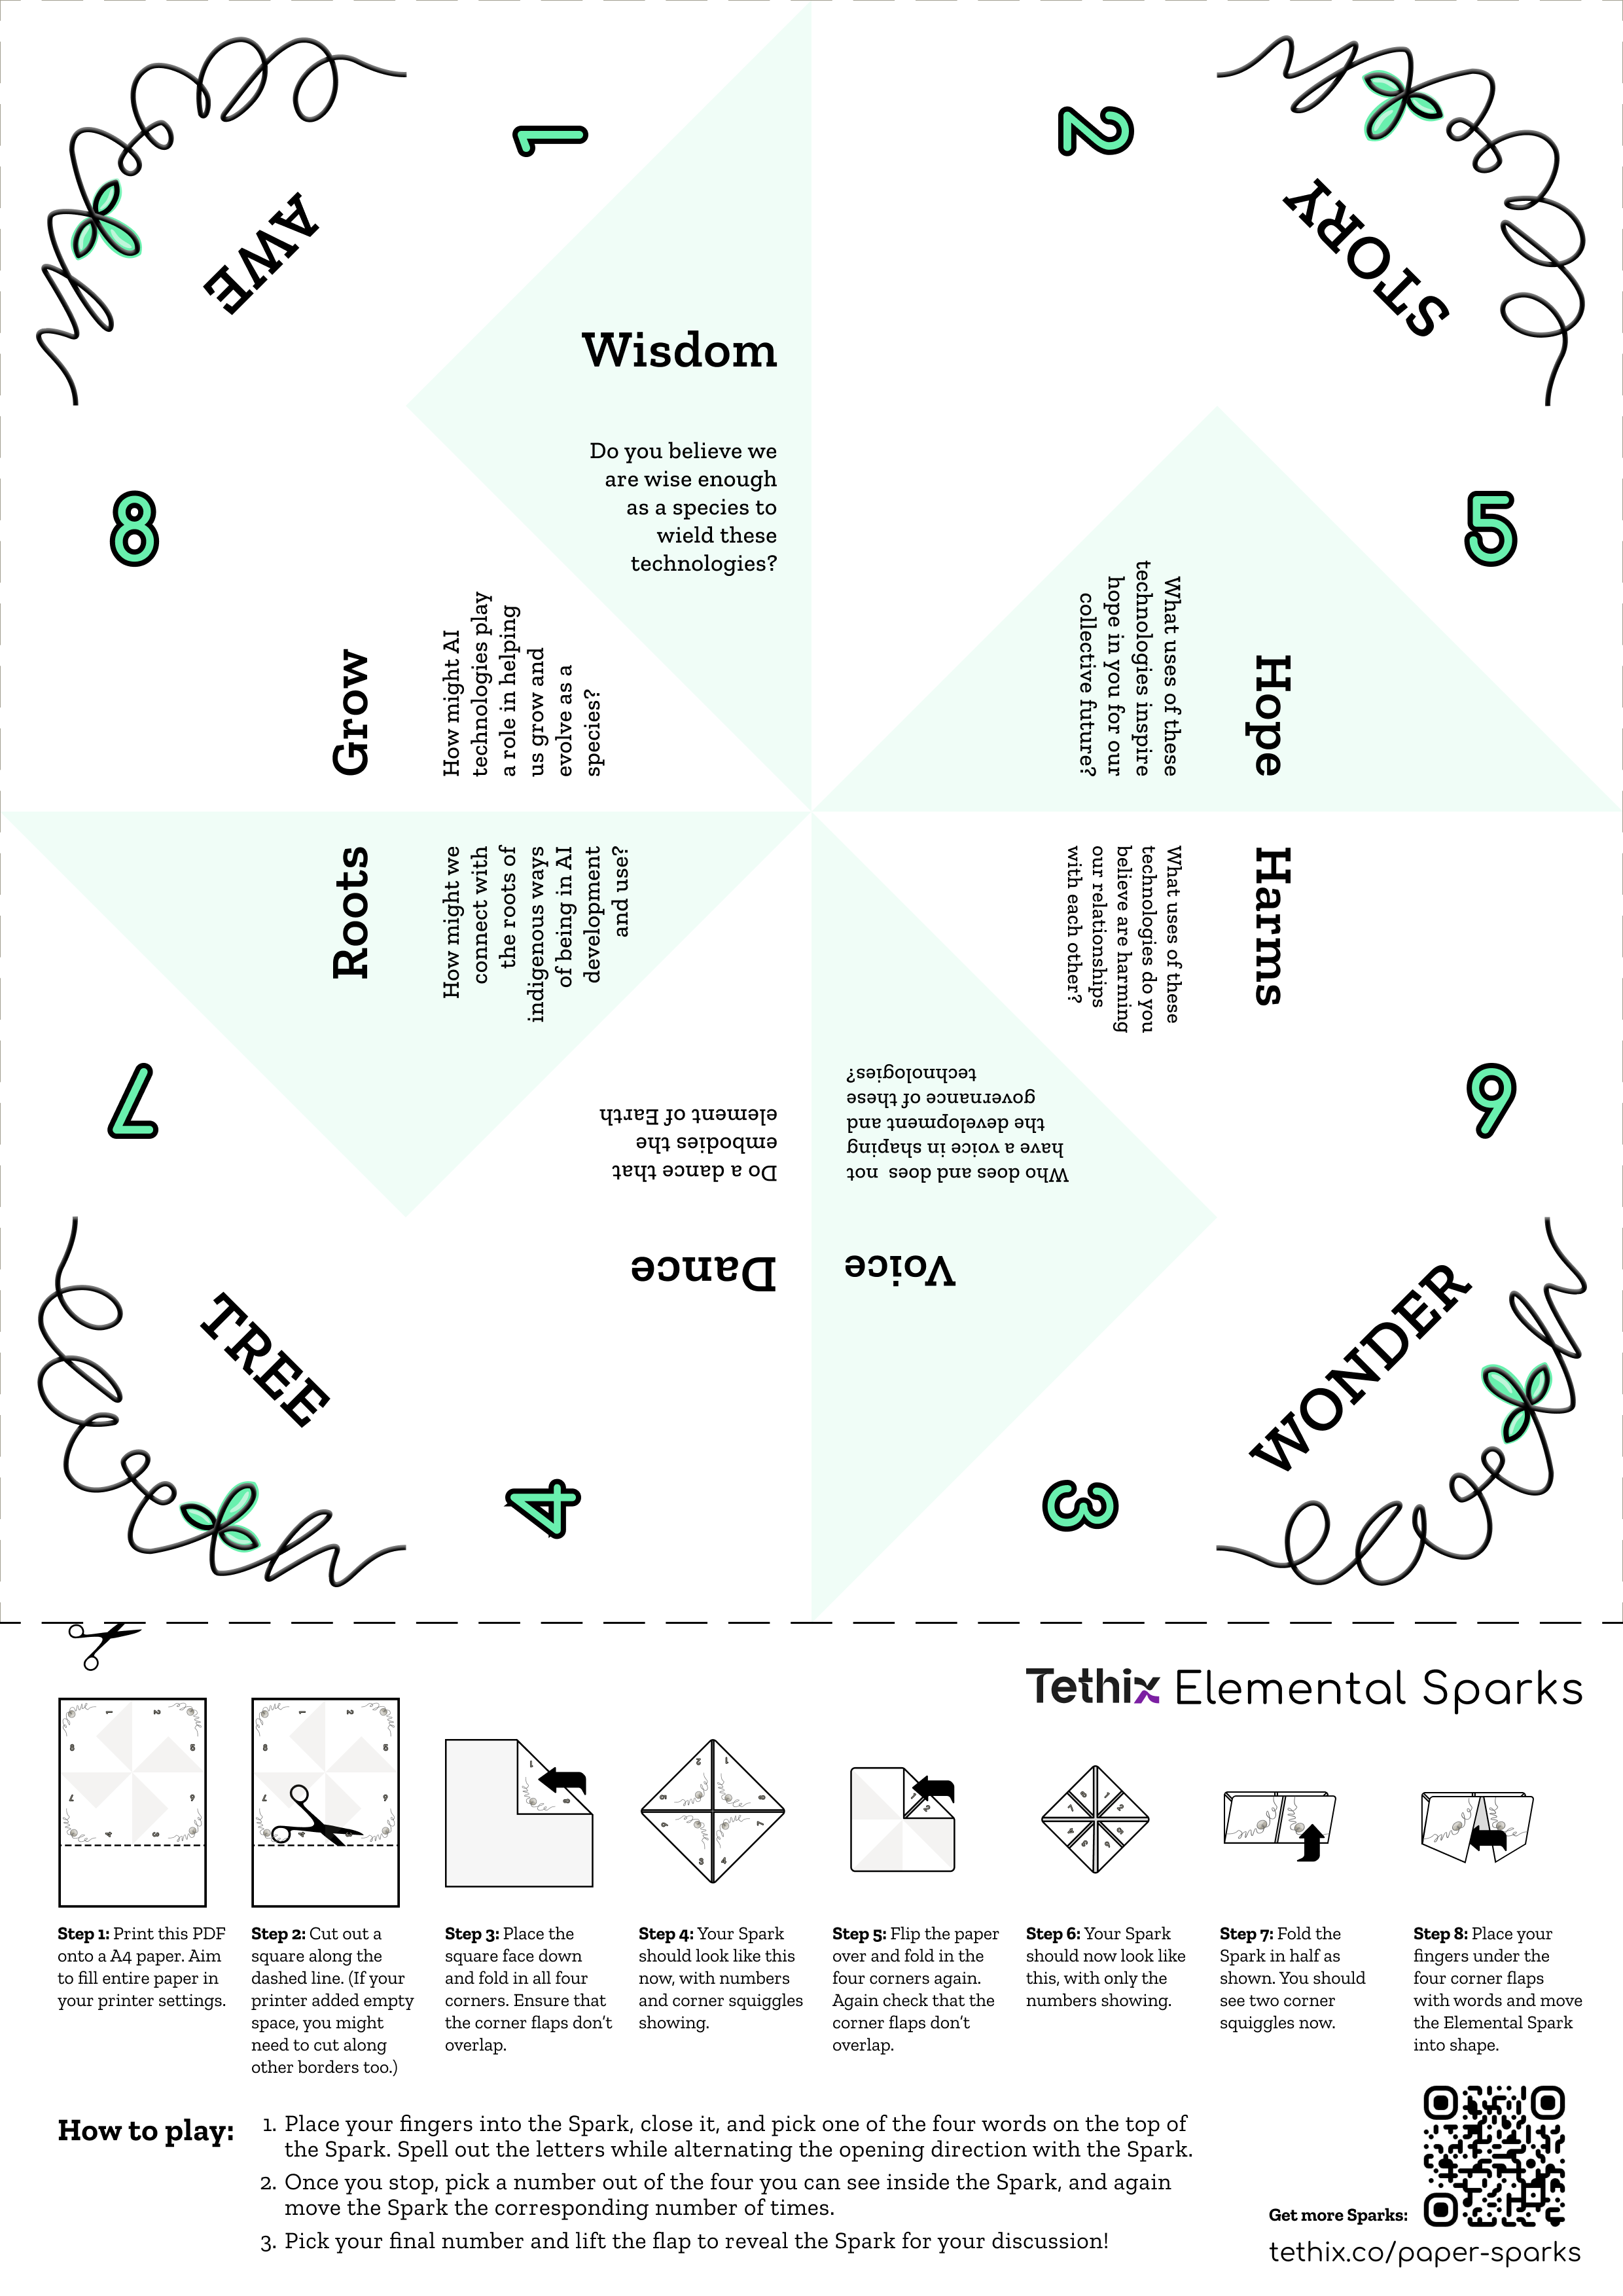 AWE
1
2
STORY
Wisdom
Do you believe we
are wise enough
as a species to
wield these
technologies?
8
5
Grow
How might AI
technologies play
a role in helping
us grow and
evolve as a
species?
Hope
What uses of these
technologies inspire
hope in you for our
collective future?
Roots
How might we
connect with
the roots of
indigenous ways
of being in AI
development
and use?
Harms
What uses of these
technologies do you
believe are harming
our relationships
with each other?
7
6
Dance
Do a dance that
embodies the
element of Earth
Voice
Who does and does not
have a voice in shaping
the development and
governance of these
technologies?
TREE
4
3
WONDER
Tethix Elemental Sparks
Step 1: Print this PDF
onto a A4 paper. Aim
to fill entire paper in
your printer settings.
Step 2: Cut out a
square along the
dashed line. (If your
printer added empty
space, you might
need to cut along
other borders too.)
Step 3: Place the
square face down
and fold in all four
corners. Ensure that
the corner flaps don't
overlap.
Step 4: Your Spark
should look like this
now, with numbers
and corner squiggles
showing.
Step 5: Flip the paper
over and fold in the
four corners again.
Again check that the
corner flaps don't
overlap.
Step 6: Your Spark
should now look like
this, with only the
numbers showing.
Step 7: Fold the
Spark in half as
shown. You should
see two corner
squiggles now.
Step 8: Place your
fingers under the
four corner flaps
with words and move
the Elemental Spark
into shape.
How to play:
1. Place your fingers into the Spark, close it, and pick one of the four words on the top of
the Spark. Spell out the letters while alternating the opening direction with the Spark.
2. Once you stop, pick a number out of the four you can see inside the Spark, and again
move the Spark the corresponding number of times.
3. Pick your final number and lift the flap to reveal the Spark for your discussion!
Get more Sparks:
tethix.co/paper-sparks